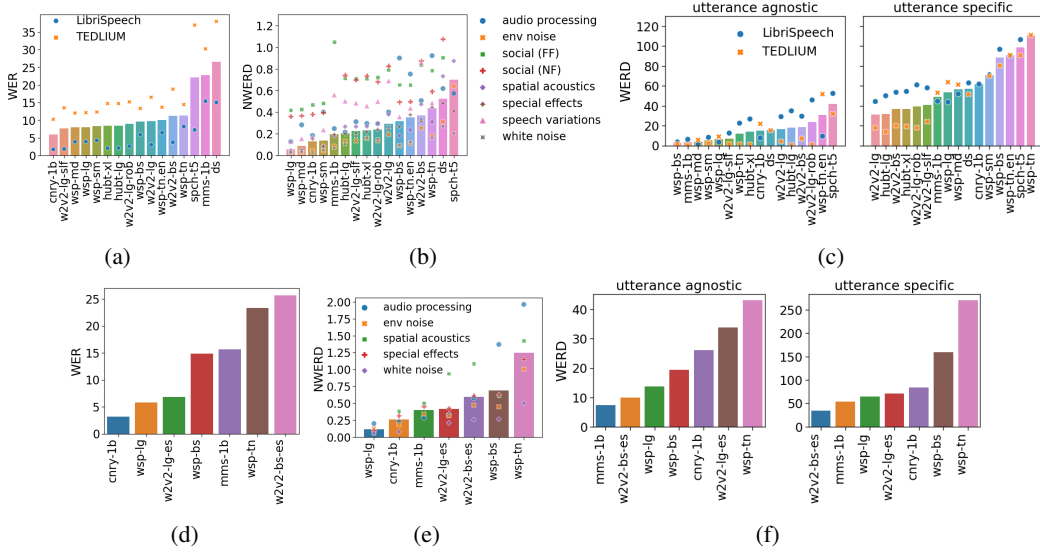 WER
35
30
25
20
15
10
5
0
LibriSpeech
TEDLIUM
cnry-1b
w2v2-lg-slf
wsp-md
wsp-lg
wsp-sm
hubt-xl
hubt-lg
w2v2-lg-rob
wsp-bs
w2v2-lg
wsp-tn.en
w2v2-bs
wsp-tn
spch-t5
mms-1b
ds
(a)
NWERD
1.0
0.8
0.6
0.4
0.2
0.0
wsp-lg
wsp-md
cnry-1b
wsp-sm
mms-1b
w2v2-lg-slf
hubt-xl
w2v2-lg-rob
hubt-lg
w2v2-lg
wsp-bs
wsp-tn.en
w2v2-bs
wsp-tn
ds
spch-t5
audio processing
env noise
social (FF)
social (NF)
spatial acoustics
special effects
speech variations
white noise
(b)
utterance agnostic
WERD
120
100
80
60
40
20
0
LibriSpeech
TEDLIUM
wsp-bs
mms-1b
wsp-md
wsp-sm
wsp-lg
w2v2-lg-slf
wsp-tn
hubt-xl
cnry-1b
ds
w2v2-lg
hubt-lg
w2v2-bs
w2v2-lg-rob
wsp-tn.en
spch-t5
utterance specific
w2v2-lg
hubt-lg
w2v2-bs
hubt-xl
w2v2-lg-rob
w2v2-lg-slf
mms-1b
wsp-lg
wsp-md
ds
cnry-1b
wsp-sm
wsp-bs
wsp-tn.en
spch-t5
wsp-tn
(c)
WER
25
20
15
10
5
0
cnry-1b
wsp-lg
w2v2-lg-es
wsp-bs
mms-1b
wsp-tn
w2v2-bs-es
(d)
NWERD
2.00
1.75
1.50
1.25
1.00
0.75
0.50
0.25
0.00
audio processing
env noise
spatial acoustics
special effects
white noise
wsp-lg
cnry-1b
mms-1b
w2v2-lg-es
w2v2-bs-es
wsp-bs
wsp-tn
(e)
utterance agnostic
WERD
40
30
20
10
0
mms-1b
w2v2-bs-es
wsp-lg
wsp-bs
cnry-1b
w2v2-lg-es
wsp-tn
utterance specific
250
200
150
100
50
0
w2v2-bs-es
mms-1b
wsp-lg
w2v2-lg-es
cnry-1b
wsp-bs
wsp-tn
(f)